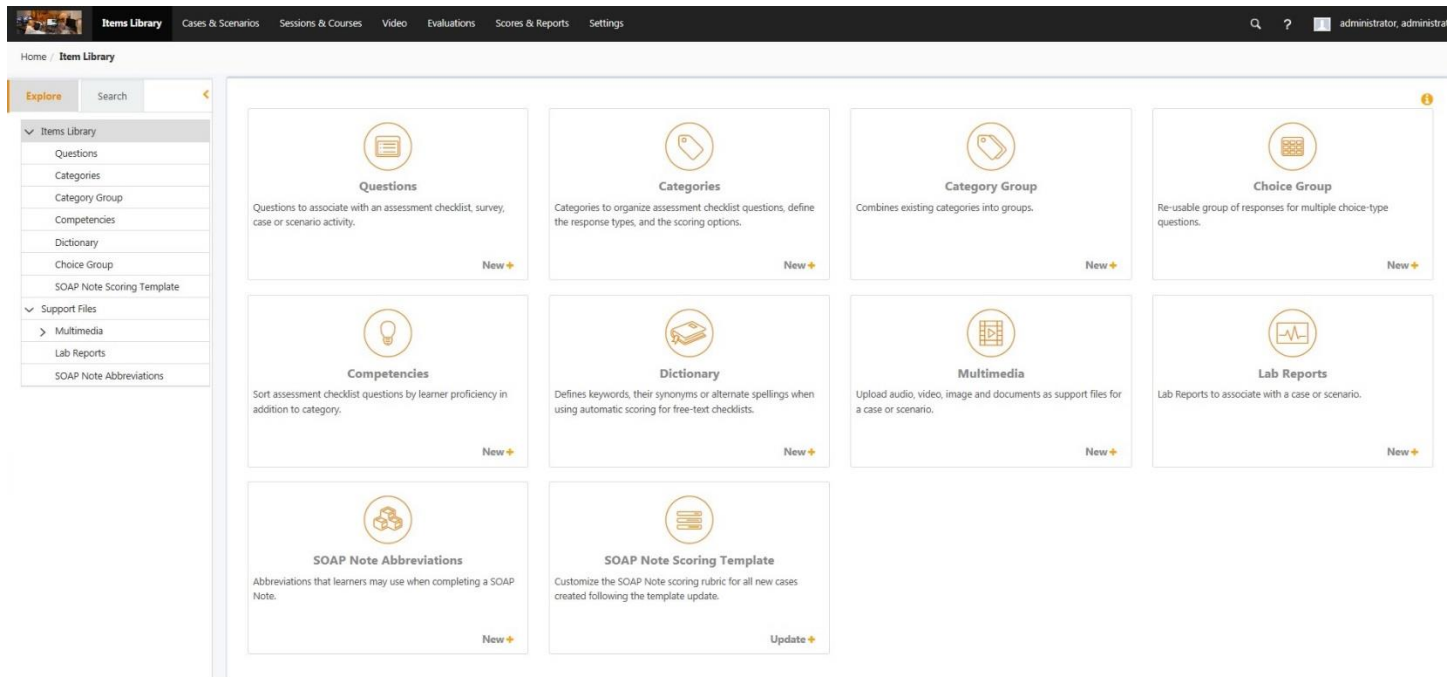 Items Library Cases & Scenarios Sessions & Courses Video Evaluations Scores & Reports Settings ? administrator, administra
Home / Item Library
Explore Search
Items Library
Questions
Categories
Category Group
Competencies
Dictionary
Choice Group
SOAP Note Scoring Template
Support Files
Multimedia
Lab Reports
SOAP Note Abbreviations
Questions
Questions to associate with an assessment checklist, survey,
case or scenario activity.
New+
Categories
Categories to organize assessment checklist questions, define
the response types, and the scoring options.
New+
Category Group
Combines existing categories into groups.
New+
Choice Group
Re-usable group of responses for multiple choice-type
questions.
New+
Competencies
Sort assessment checklist questions by learner proficiency in
addition to category.
New+
Dictionary
Defines keywords, their synonyms or alternate spellings when
using automatic scoring for free-text checklists.
New+
Multimedia
Upload audio, video, image and documents as support files for
a case or scenario.
New+
Lab Reports
Lab Reports to associate with a case or scenario.
New+
SOAP Note Abbreviations
Abbreviations that learners may use when completing a SOAP
Note.
New+
SOAP Note Scoring Template
Customize the SOAP Note scoring rubric for all new cases
created following the template update.
Update+